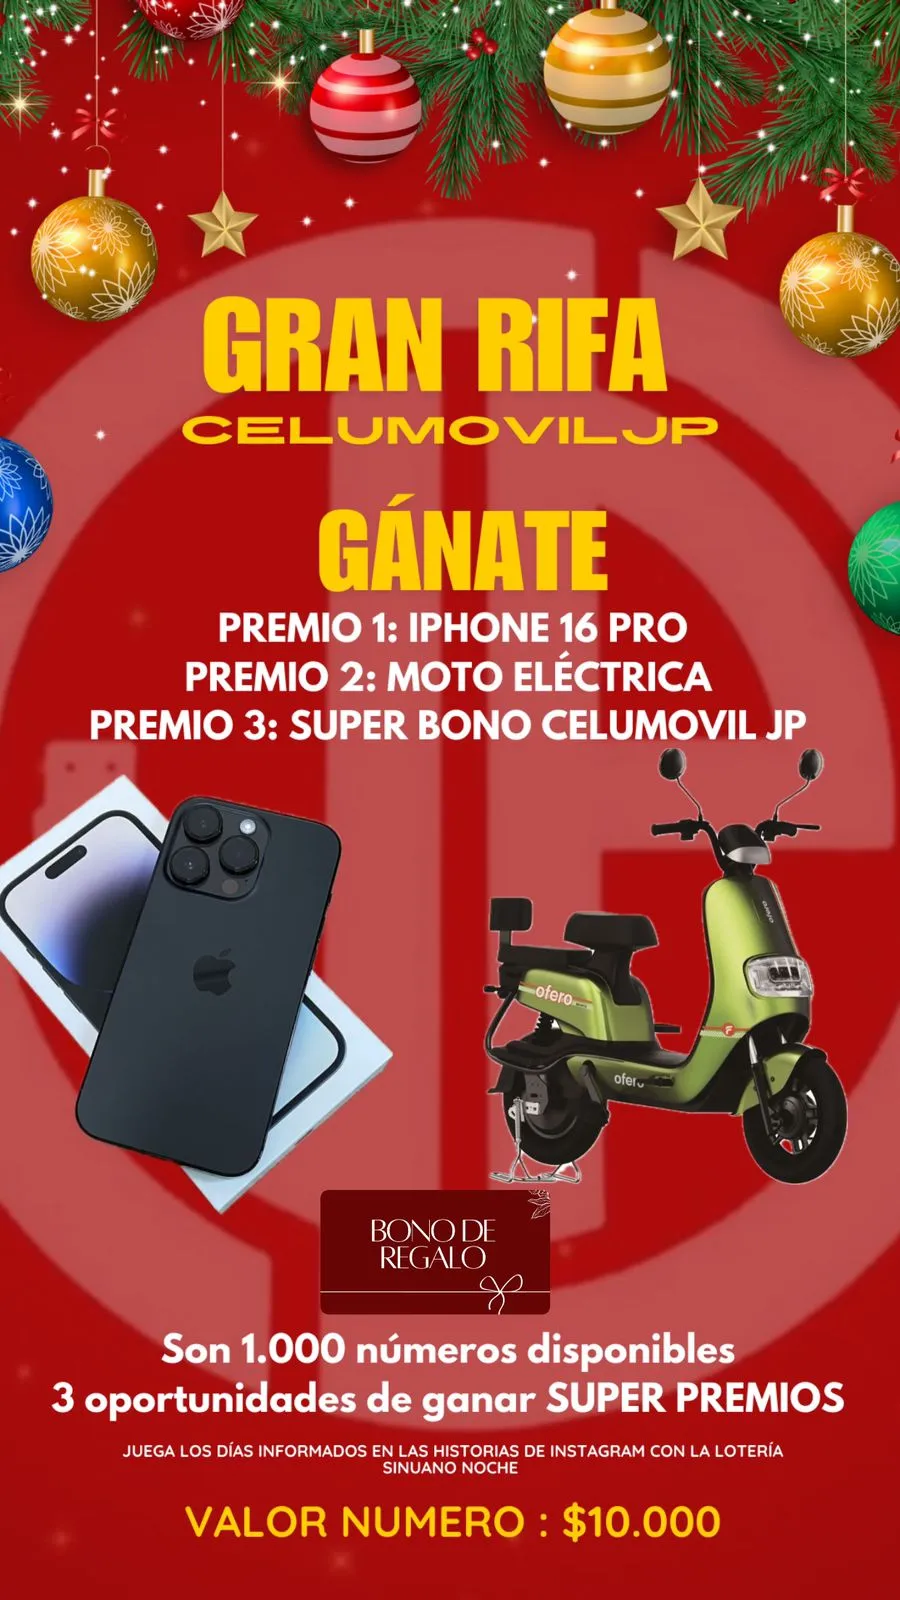 GRAN RIFA
CELUMOVILJP
GÁNATE
PREMIO 1: IPHONE 16 PRO
PREMIO 2: MOTO ELÉCTRICA
PREMIO 3: SUPER BONO CELUMOVIL JP
ofero
ofero
ofero
F
BONO DE
REGALO
Son 1.000 números disponibles
3 oportunidades de ganar SUPER PREMIOS
JUEGA LOS DÍAS INFORMADOS EN LAS HISTORIAS DE INSTAGRAM CON LA LOTERÍA
SINUANO NOCHE
VALOR NUMERO : $10.000